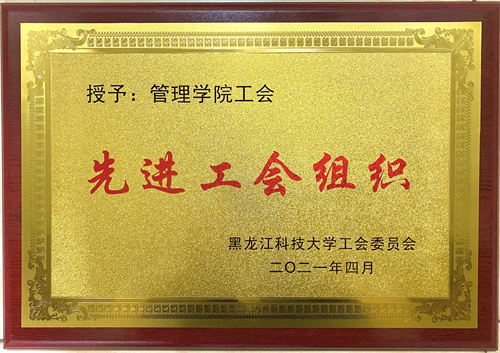 授予：管理学院工会
先进工会组织
黑龙江科技大学工会委员会
二〇二一年四月